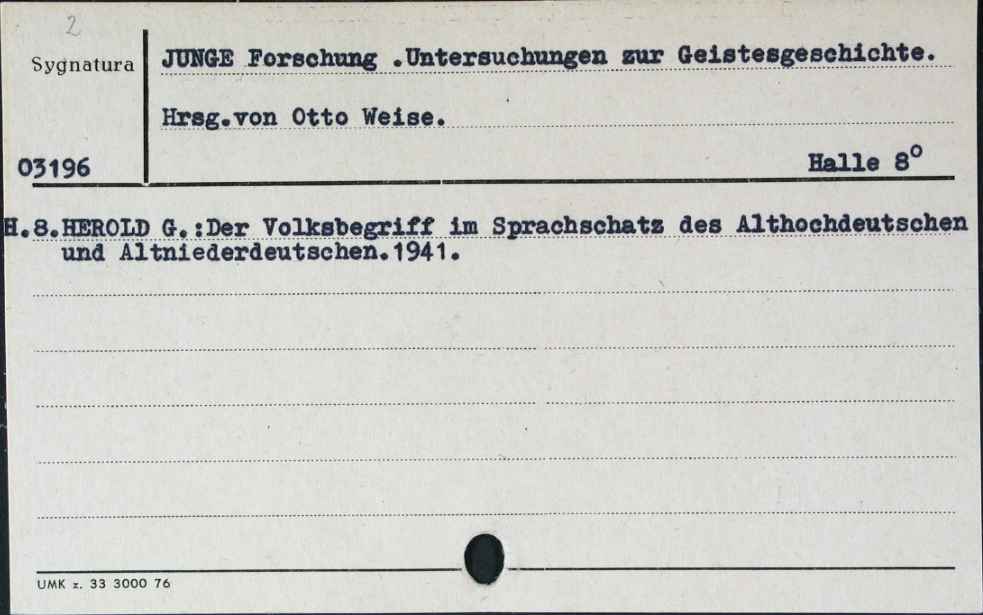 2
Sygnatura
JUNGE Forschung .Untersuchungen zur Geistesgeschichte.
Hrsg.von Otto Weise.
03196
Halle 8°
H.8.HEROLD G.:Der Volksbegriff im Sprachschatz des Althochdeutschen
und Altniederdeutschen.1941.
UMK z. 33 3000 76